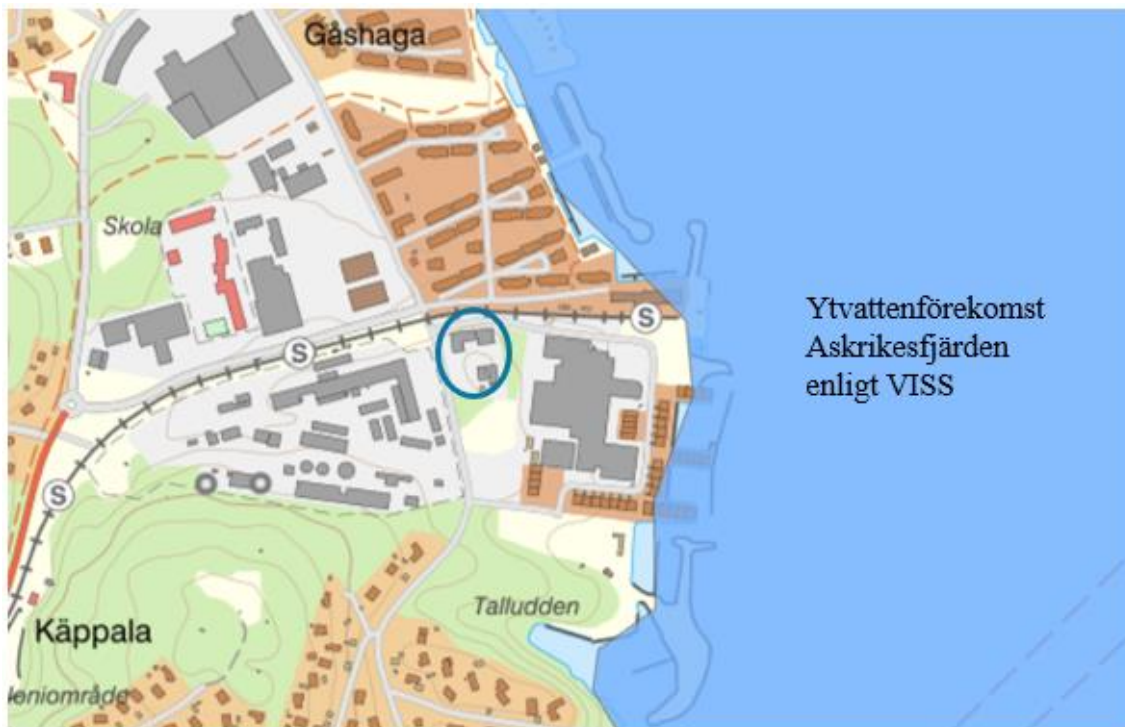 Gåshaga
Skola
S
S
S
Ytvattenförekomst
Askrikesfjärden
enligt VISS
Talludden
Käppala